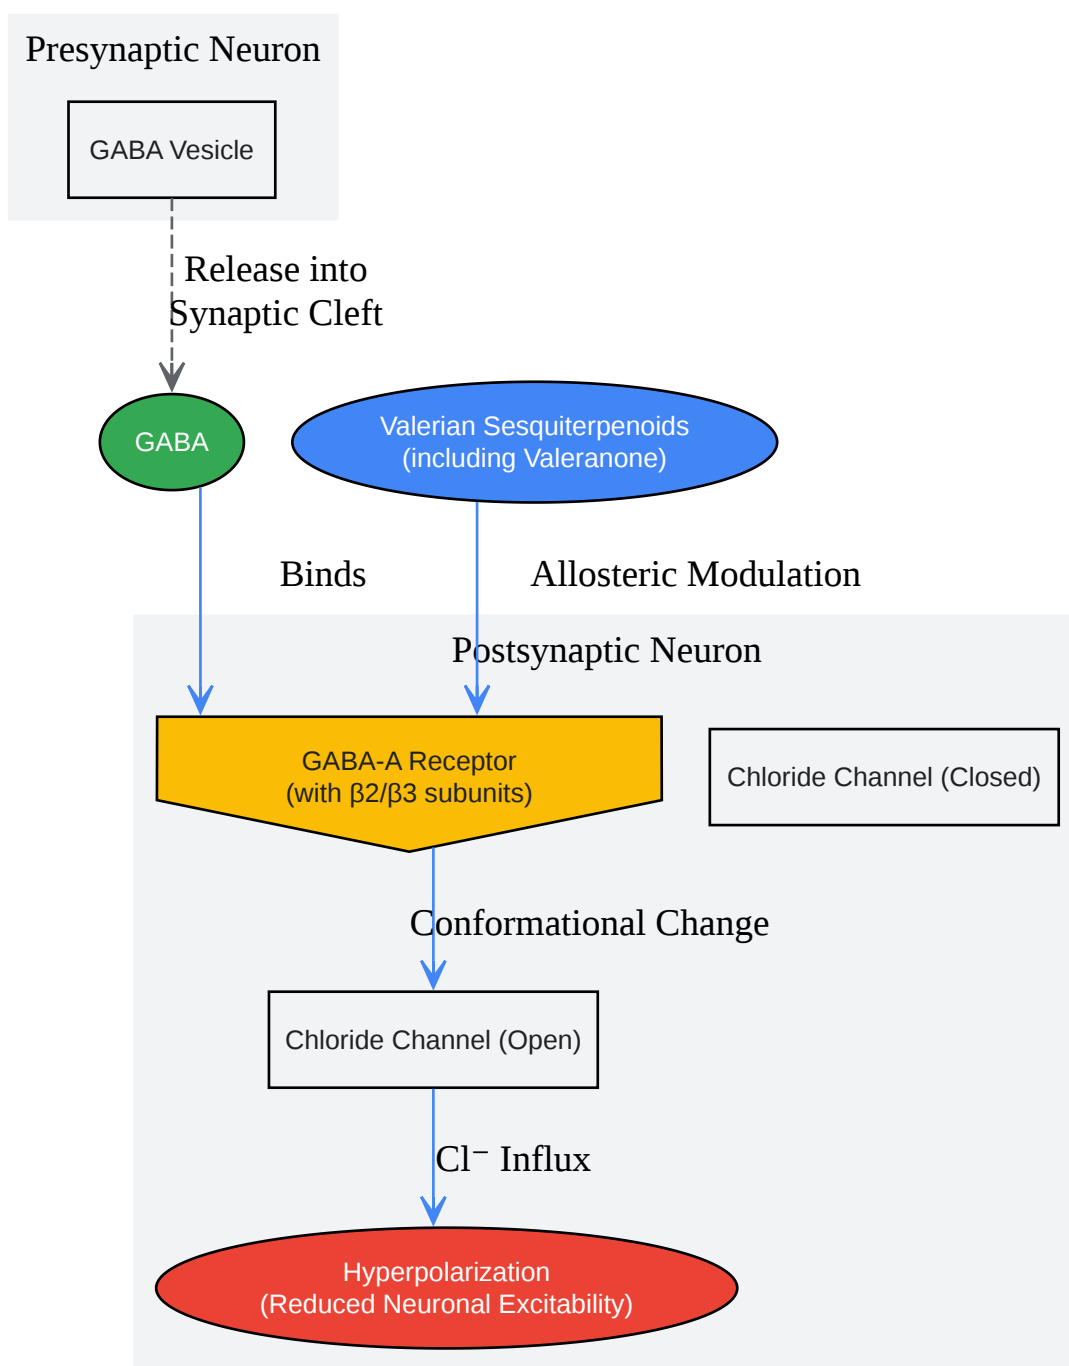 Presynaptic Neuron
GABA Vesicle
Release into
Synaptic Cleft
GABA
Valerian Sesquiterpenoids
(including Valeranone)
Binds
Allosteric Modulation
Postsynaptic Neuron
GABA-A Receptor
(with β2/β3 subunits)
Chloride Channel (Closed)
Conformational Change
Chloride Channel (Open)
Cl⁻ Influx
Hyperpolarization
(Reduced Neuronal Excitability)